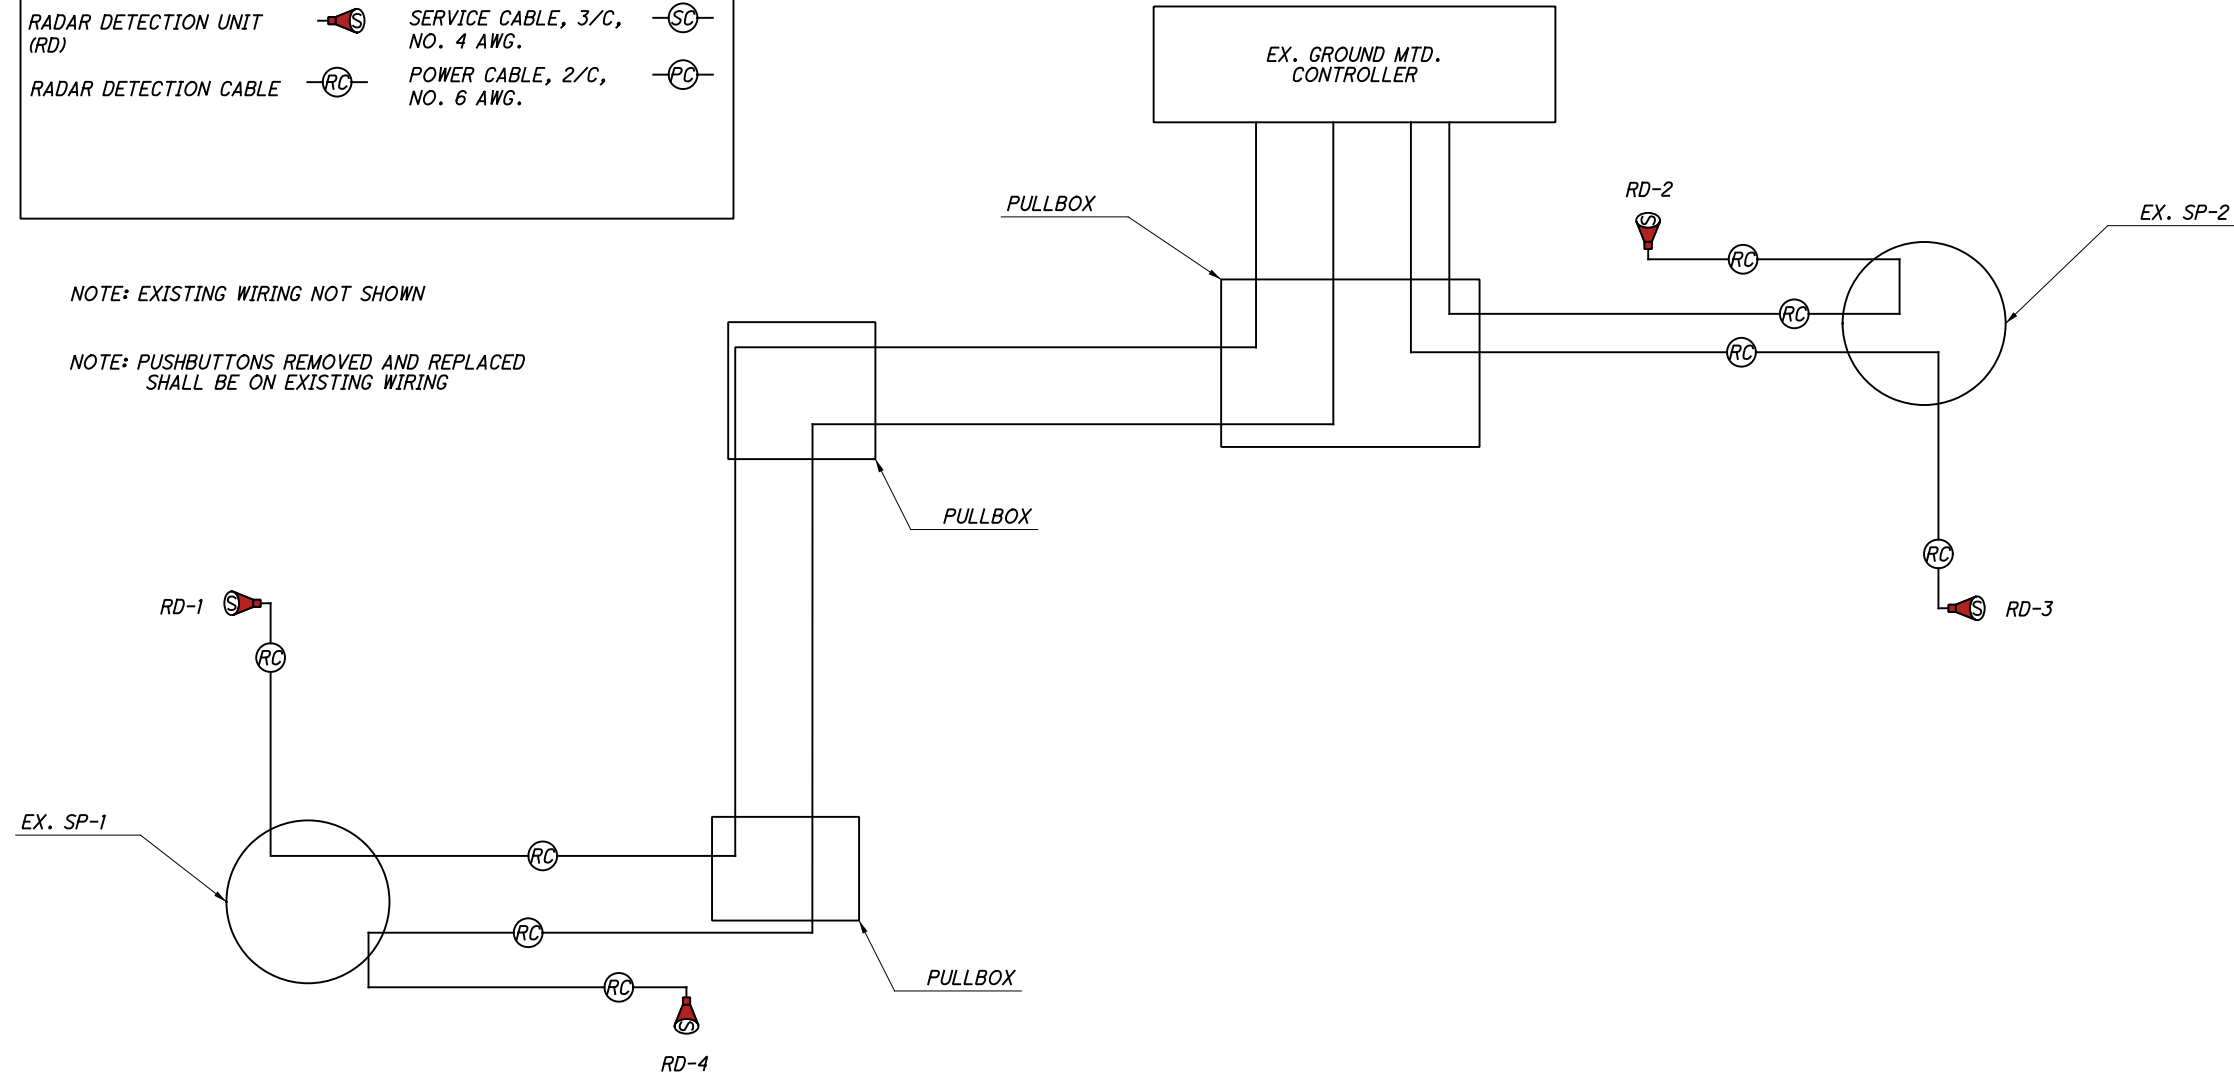 RADAR DETECTION UNIT
(RD)
S
SERVICE CABLE, 3/C,
NO. 4 AWG.
SC
RADAR DETECTION CABLE
RC
POWER CABLE, 2/C,
NO. 6 AWG.
PC
EX. GROUND MTD.
CONTROLLER
PULLBOX
RD-2
S
EX. SP-2
RC
RC
RC
NOTE: EXISTING WIRING NOT SHOWN
NOTE: PUSHBUTTONS REMOVED AND REPLACED
SHALL BE ON EXISTING WIRING
PULLBOX
RC
RD-1
S
S
RD-3
RC
EX. SP-1
RC
RC
PULLBOX
RC
S
RD-4